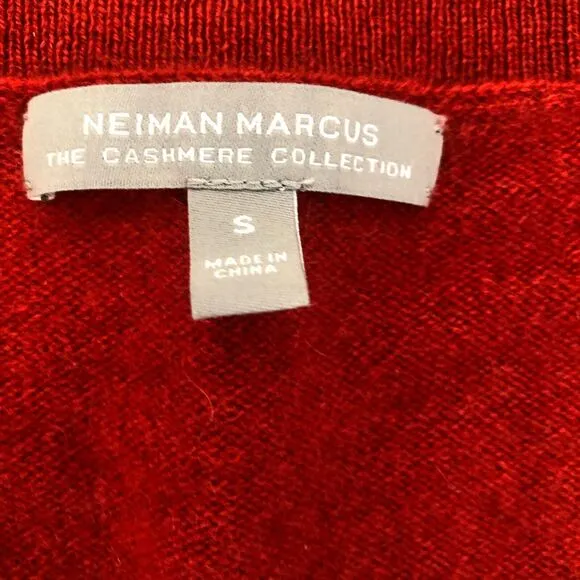 NEIMAN MARCUS
THE CASHMERE COLLECTION
S
MADE IN
CHINA